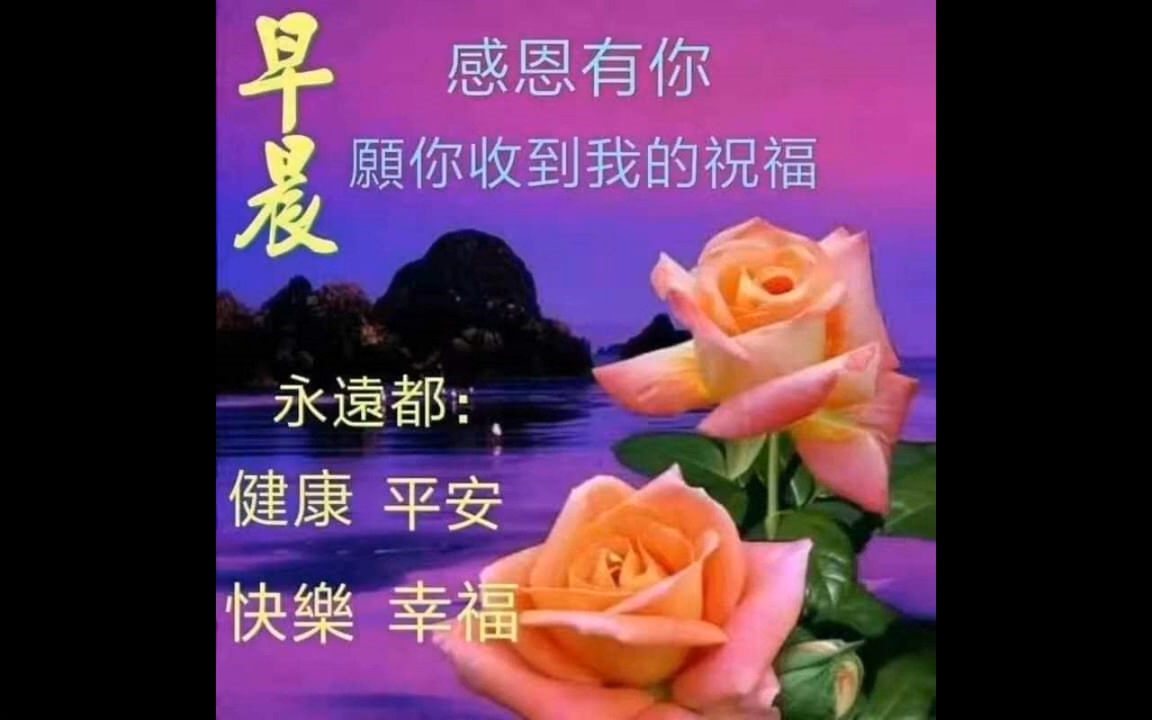 早晨
感恩有你
願你收到我的祝福
永遠都：
健康 平安
快樂 幸福